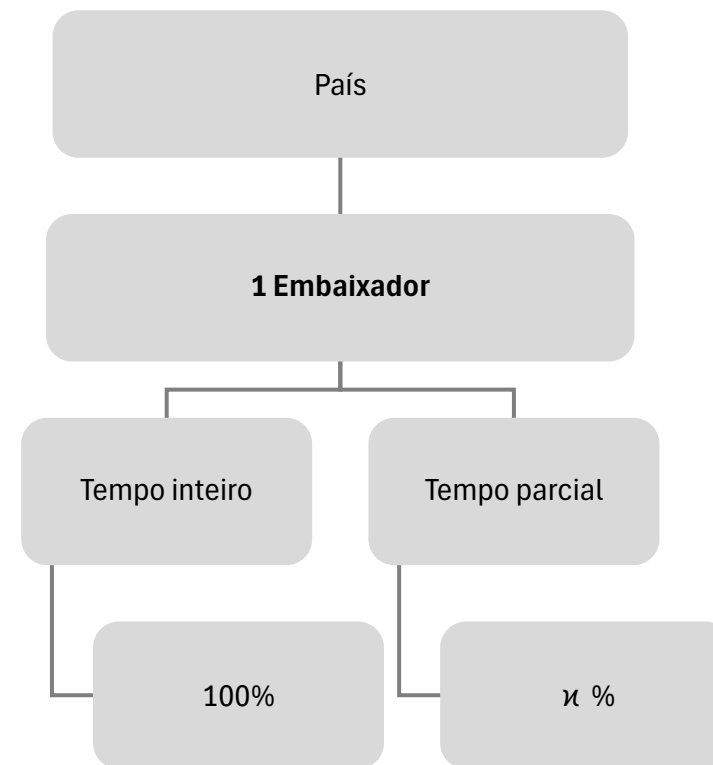 País
1 Embaixador
Tempo inteiro
Tempo parcial
100%
ϰ %